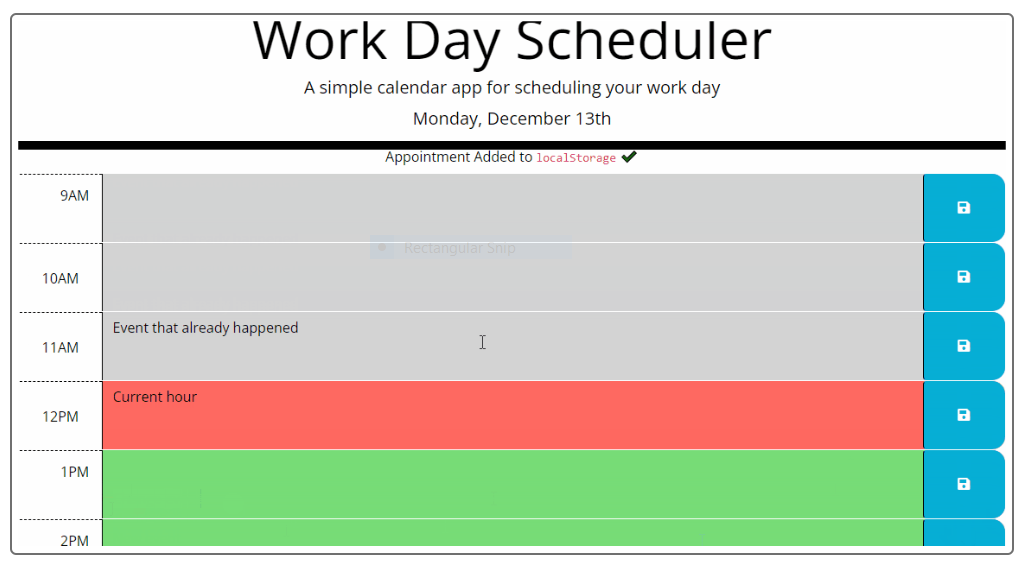 Work Day Scheduler
A simple calendar app for scheduling your work day
Monday, December 13th
Appointment Added to localStorage ✔
9AM
Rectangular Snip
10AM
Event that already happened
11AM
Current hour
12PM
1PM
2PM